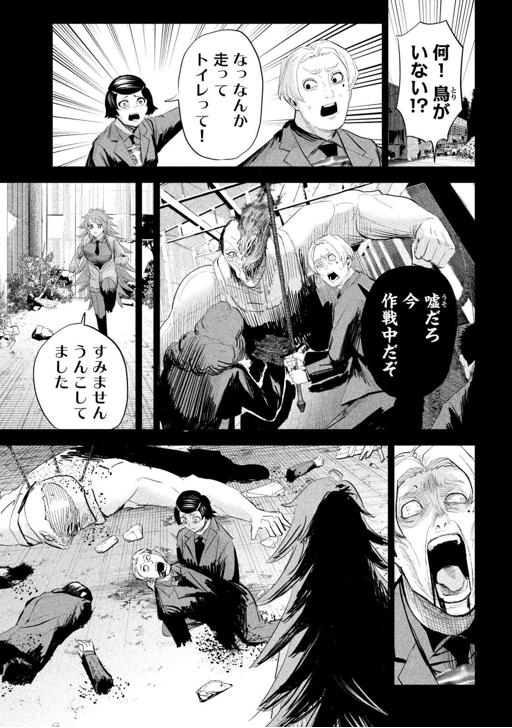 何！鳥が
いない!?
なっなんか
走って
トイレって！
嘘だろ
今
作戦中だぞ
すみません
うんこして
ました